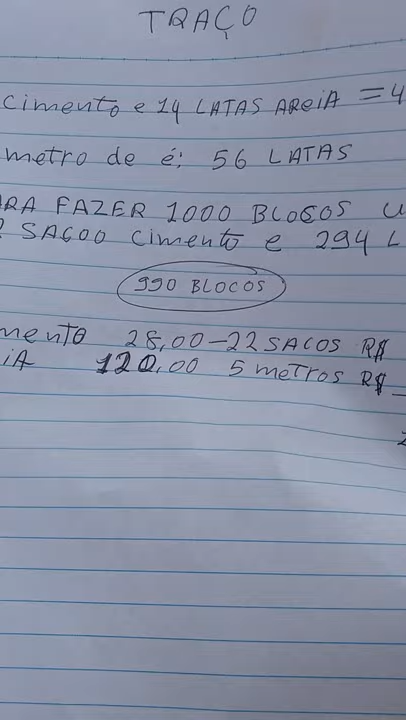 TRAÇO
cimento e 14 LATAS AREIA = 4
metro de é: 56 LATAS
ARA FAZER 1000 BLOCOS U
SACOO cimento e 294 L
990 BLOCOS
mento 28,00 - 22 SACOS R$
iA 120,00 5 metros R$